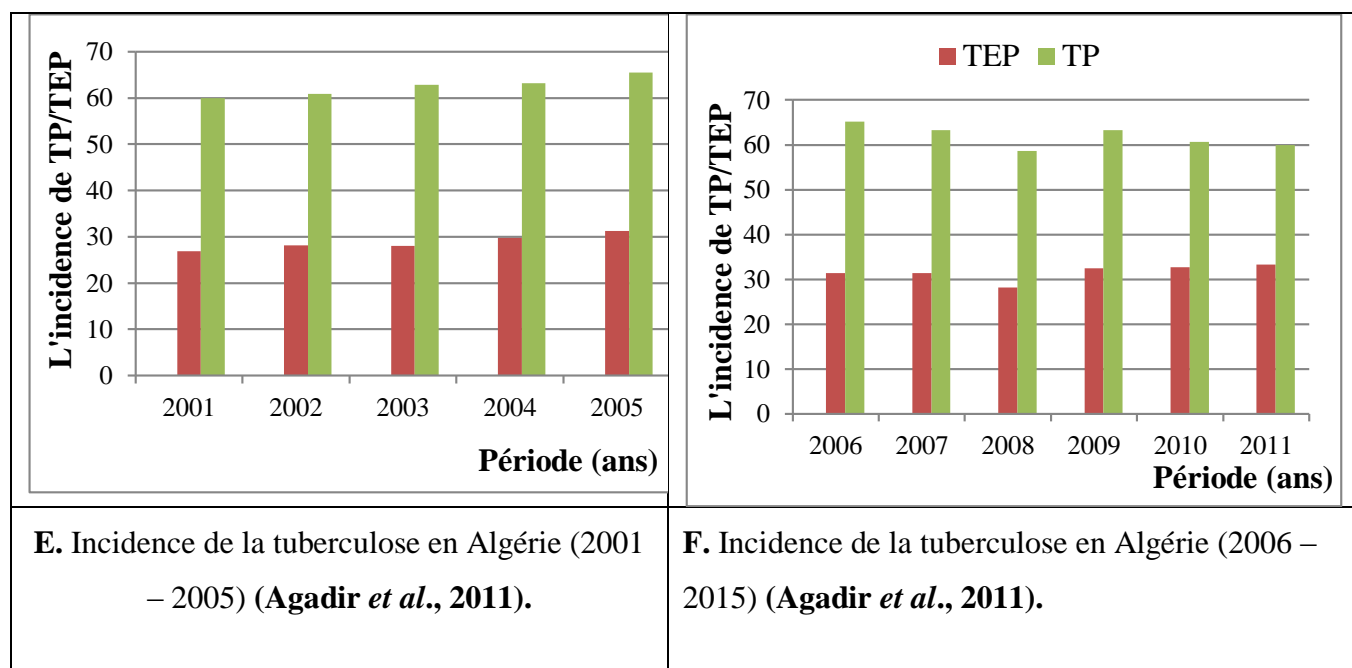 L'incidence de TP/TEP
70
60
50
40
30
20
10
0
2001 2002 2003 2004 2005
Période (ans)
TEP TP
L'incidence de TP/TEP
70
60
50
40
30
20
10
0
2006 2007 2008 2009 2010 2011
Période (ans)
E. Incidence de la tuberculose en Algérie (2001
– 2005) (Agadir et al., 2011).
F. Incidence de la tuberculose en Algérie (2006 –
2015) (Agadir et al., 2011).